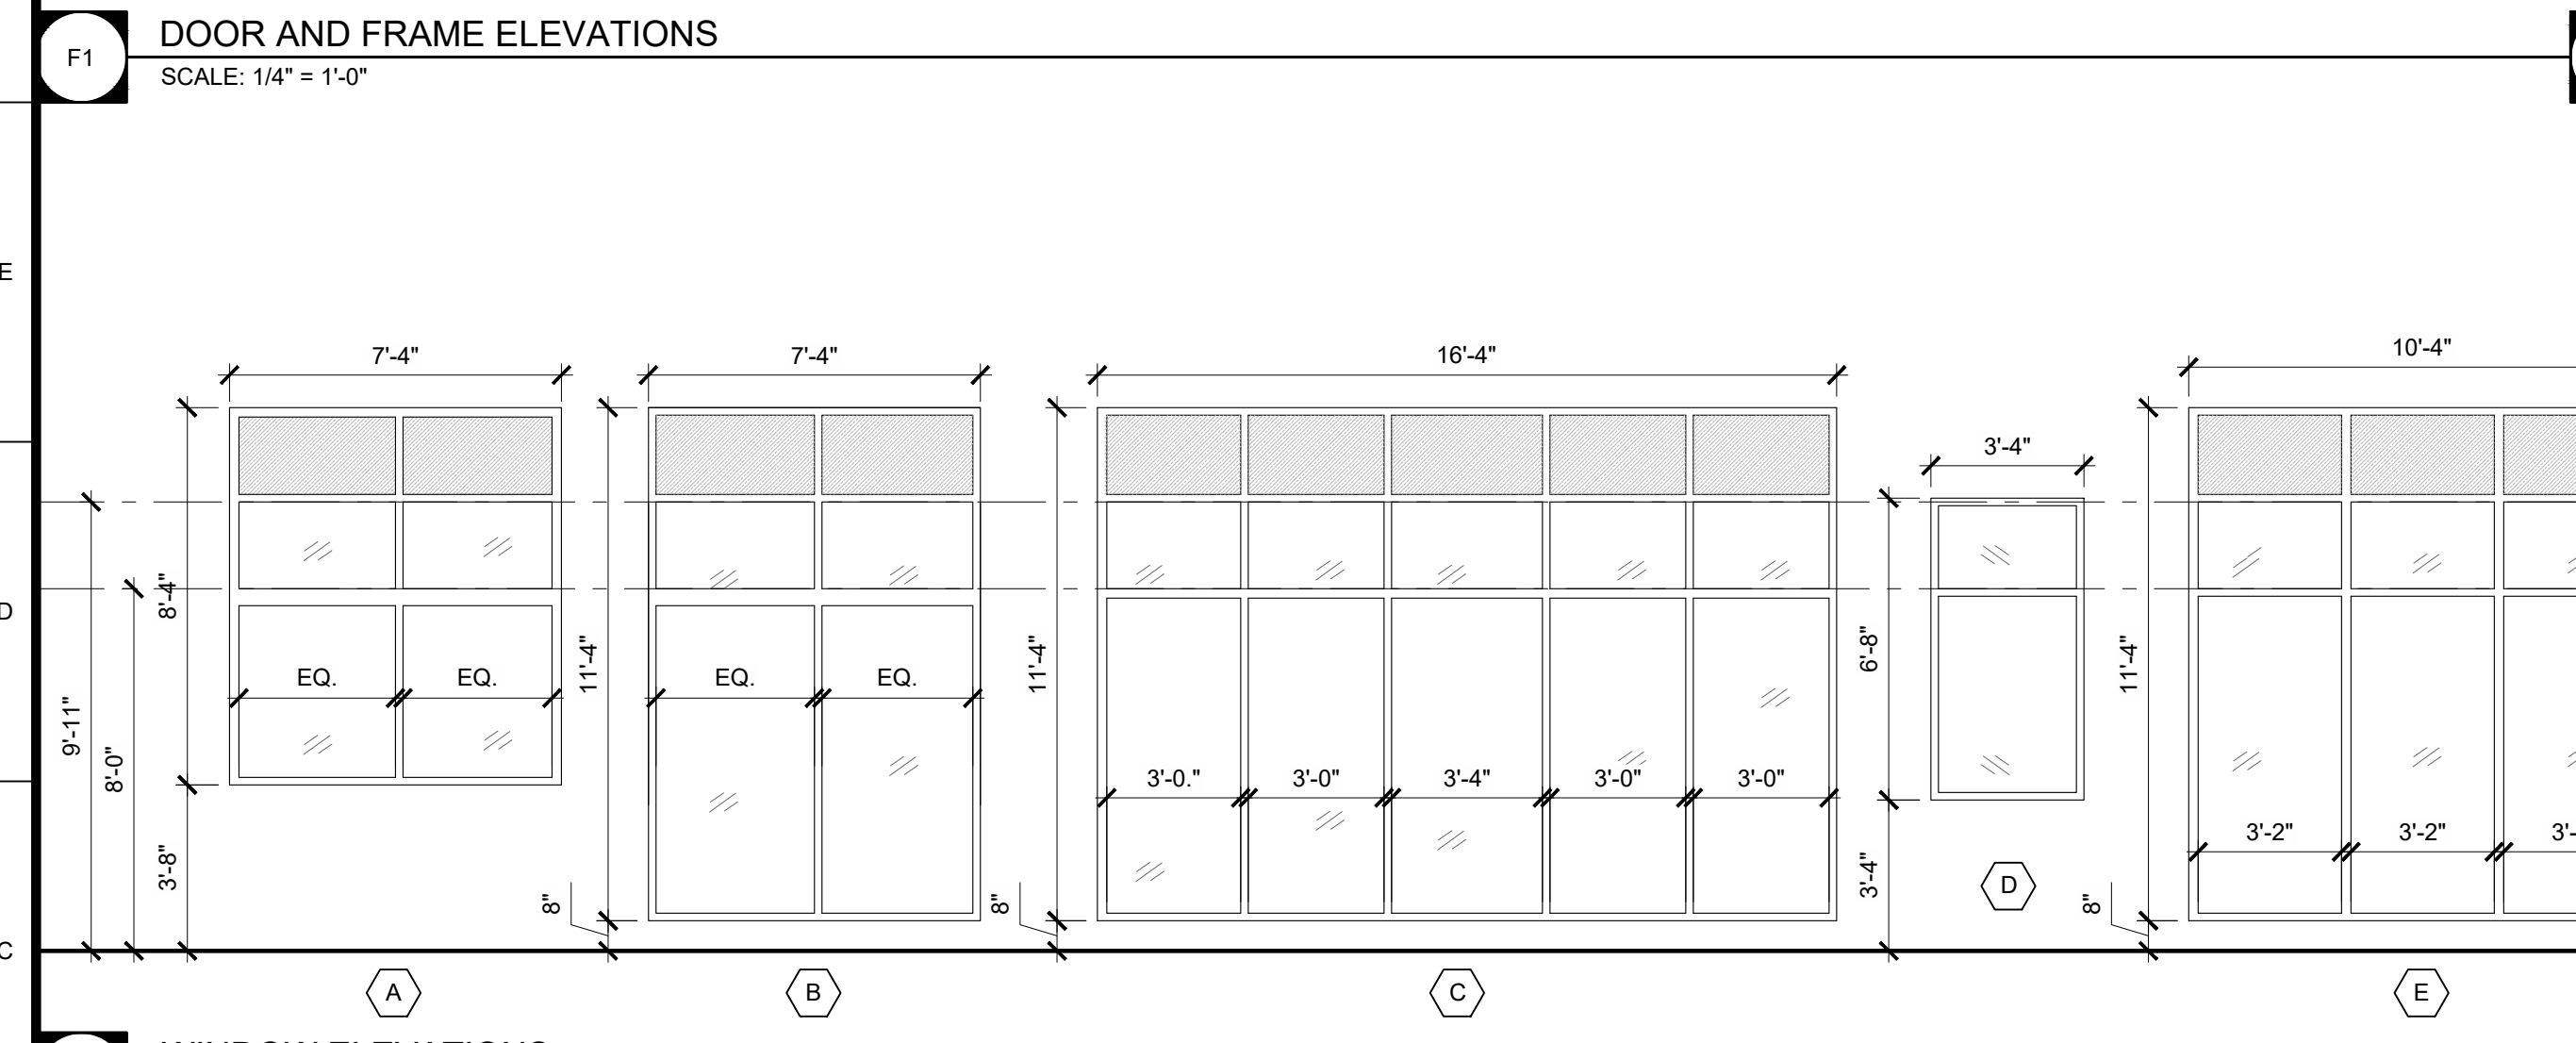 F1
DOOR AND FRAME ELEVATIONS
SCALE: 1/4" = 1'-0"
E
D
C
7'-4"
7'-4"
16'-4"
3'-4"
10'-4"
9'-11"
8'-0"
8'-4"
3'-8"
EQ.
EQ.
11'-4"
8"
EQ.
EQ.
11'-4"
8"
3'-0."
3'-0"
3'-4"
3'-0"
3'-0"
6'-8"
3'-4"
11'-4"
8"
3'-2"
3'-2"
3'-
A
B
C
D
E
WINDOW ELEVATIONS